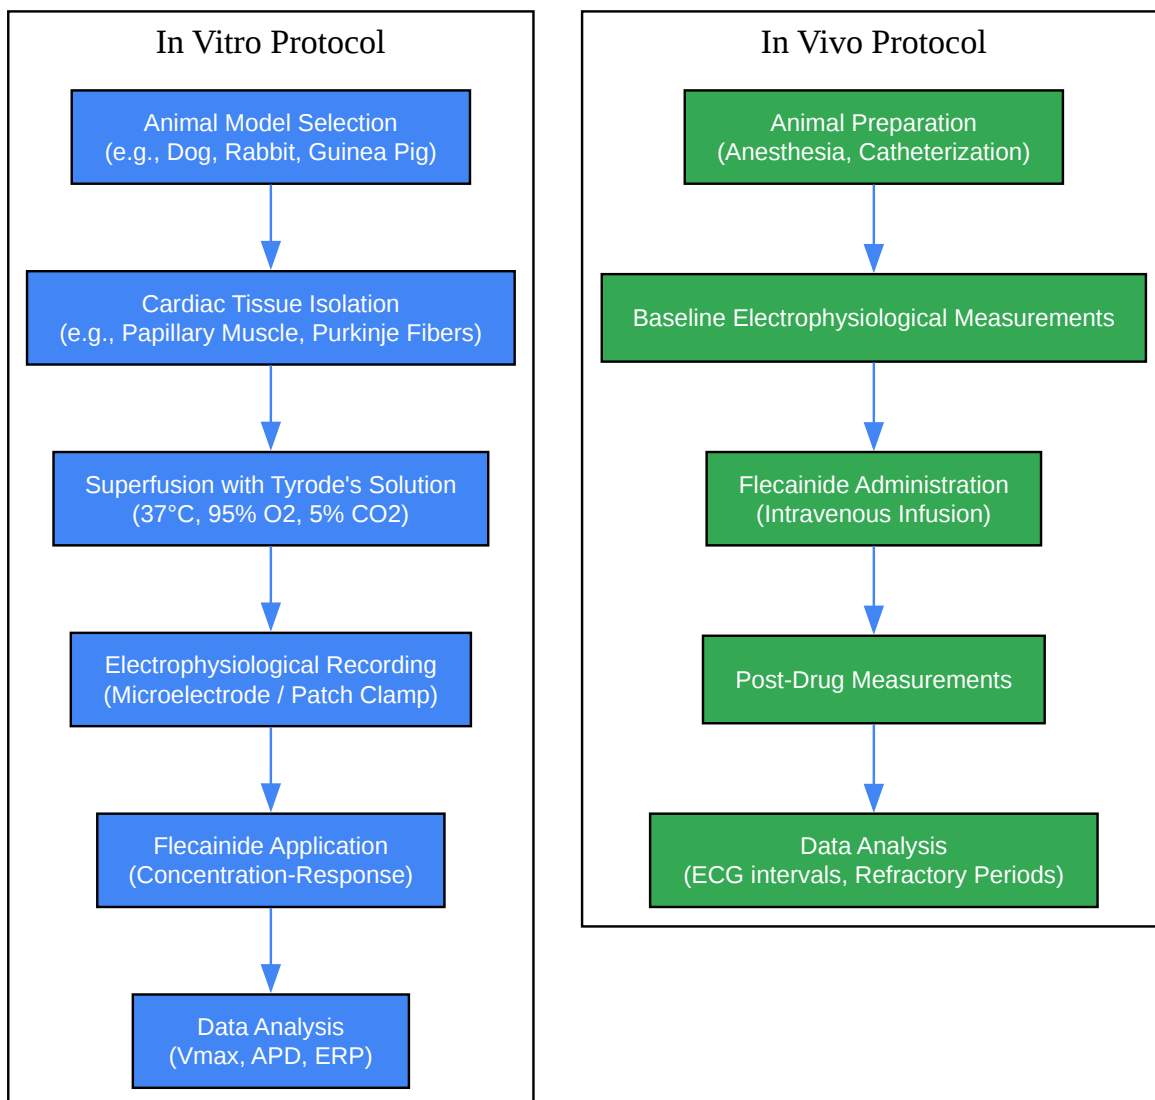 In Vitro Protocol
Animal Model Selection
(e.g., Dog, Rabbit, Guinea Pig)
Cardiac Tissue Isolation
(e.g., Papillary Muscle, Purkinje Fibers)
Superfusion with Tyrode's Solution
(37°C, 95% O2, 5% CO2)
Electrophysiological Recording
(Microelectrode / Patch Clamp)
Flecainide Application
(Concentration-Response)
Data Analysis
(Vmax, APD, ERP)
In Vivo Protocol
Animal Preparation
(Anesthesia, Catheterization)
Baseline Electrophysiological Measurements
Flecainide Administration
(Intravenous Infusion)
Post-Drug Measurements
Data Analysis
(ECG intervals, Refractory Periods)